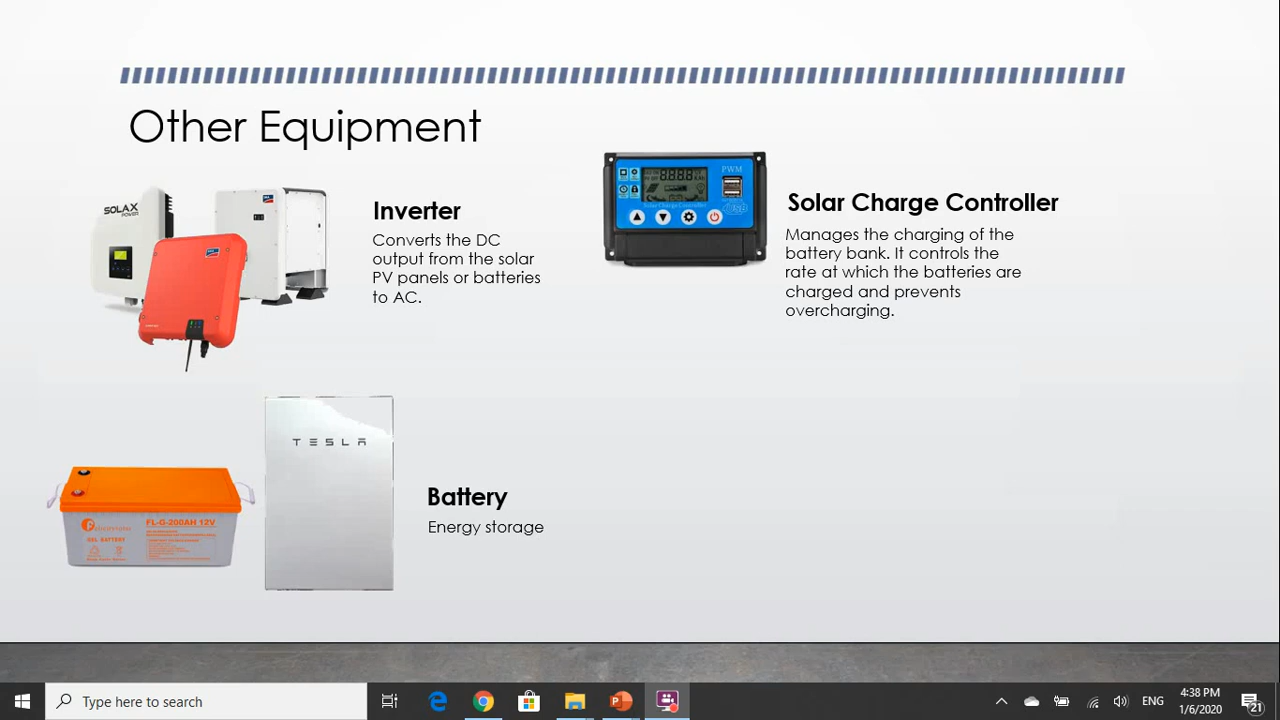 Other Equipment
SOLAX
POWER
Inverter
Converts the DC
output from the solar
PV panels or batteries
to AC.
PWM
Solar Charge Controller
Solar Charge Controller
Manages the charging of the
battery bank. It controls the
rate at which the batteries are
charged and prevents
overcharging.
TESLA
FL-G-200AH 12V
GEL BATTERY
Battery
Energy storage
Type here to search
ENG
4:38 PM
1/6/2020
21